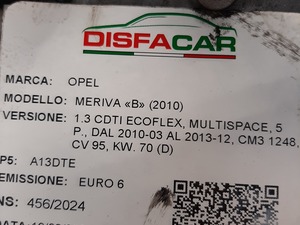 DISFACAR
MARCA: OPEL
MODELLO: MERIVA «B» (2010)
VERSIONE: 1.3 CDTI ECOFLEX, MULTISPACE, 5
P., DAL 2010-03 AL 2013-12, CM3 1248,
CV 95, KW. 70 (D)
P5: A13DTE
EMISSIONE: EURO 6
NS: 456/2024